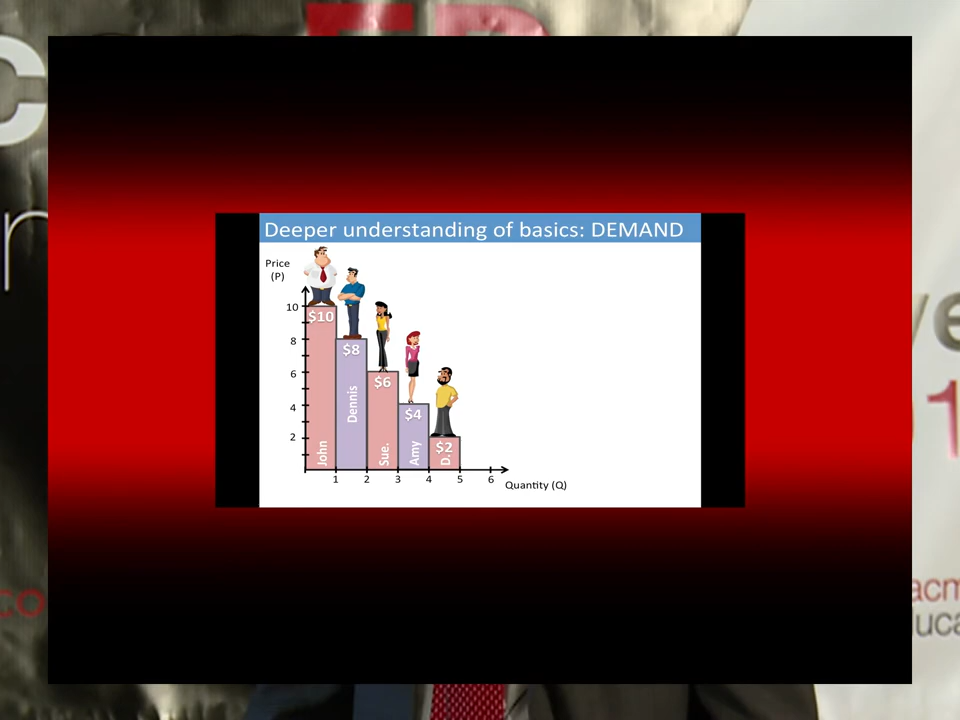 Deeper understanding of basics: DEMAND
Price
(P)
10
8
6
4
2
$10
$8
$6
$4
$2
John
Dennis
Sue.
Amy
D.
1 2 3 4 5 6
Quantity (Q)
acm